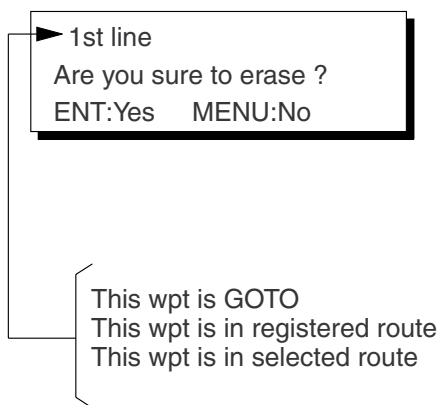 1st line
Are you sure to erase ?
ENT:Yes MENU:No
This wpt is GOTO
This wpt is in registered route
This wpt is in selected route